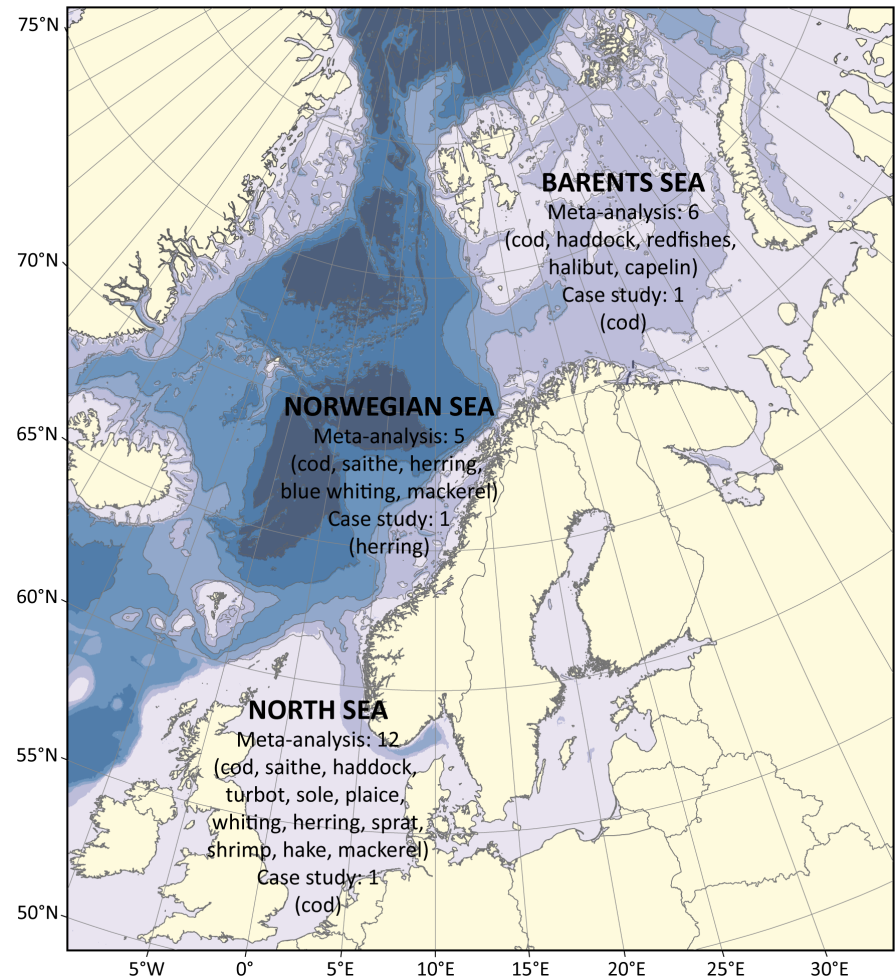 75°N
BARENTS SEA
Meta-analysis: 6
(cod, haddock, redfishes,
halibut, capelin)
Case study: 1
(cod)
70°N
NORWEGIAN SEA
Meta-analysis: 5
(cod, saithe, herring,
blue whiting, mackerel)
Case study: 1
(herring)
65°N
60°N
NORTH SEA
Meta-analysis: 12
(cod, saithe, haddock,
turbot, sole, plaice,
whiting, herring, sprat,
shrimp, hake, mackerel)
Case study: 1
(cod)
55°N
50°N
5°W 0° 5°E 10°E 15°E 20°E 25°E 30°E